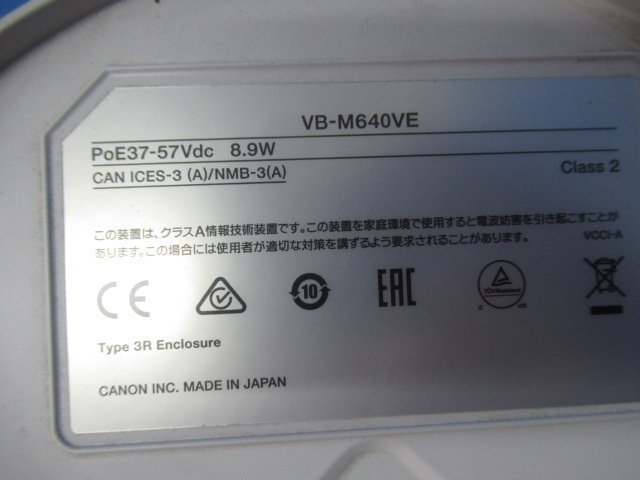 VB-M640VE
PoE37-57Vdc 8.9W
CAN ICES-3 (A)/NMB-3(A)
Class 2
この装置は、クラスA情報技術装置です。この装置を家庭環境で使用すると電波妨害を引き起こすことが
あります。この場合には使用者が適切な対策を講ずるよう要求されることがあります。
VCCI-A
CE
10
EAC
TÜVRheinland
C US
Type 3R Enclosure
CANON INC. MADE IN JAPAN